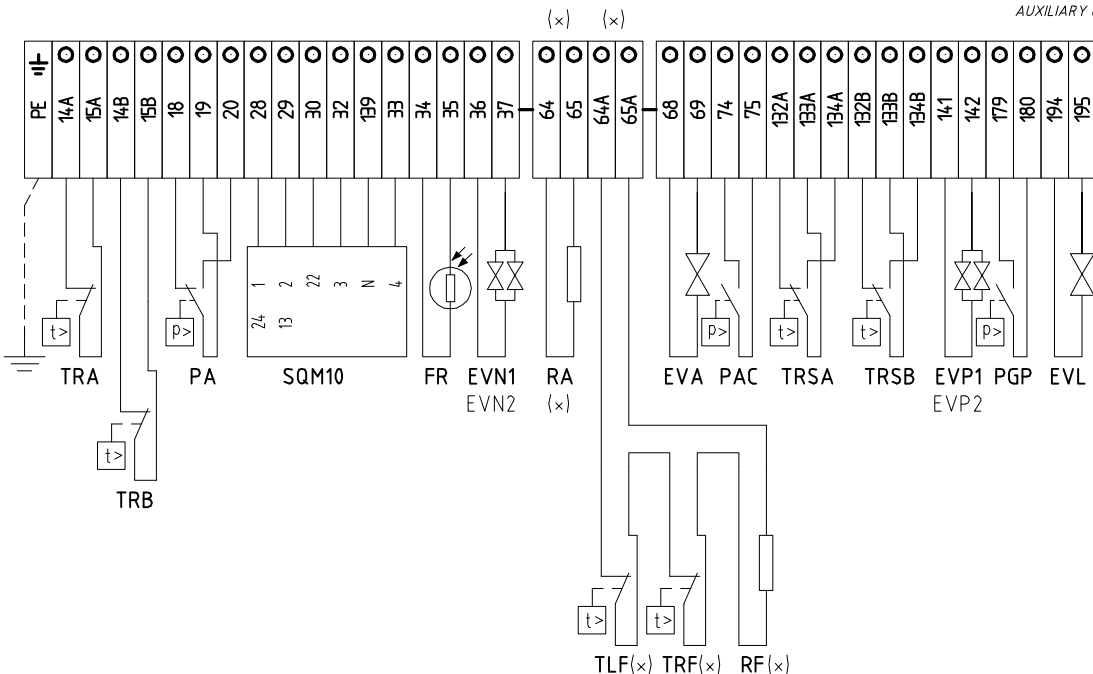 AUXILIARY
(x) (x)
PE 14A 15A 14B 15B 18 19 20 28 29 30 32 139 33 34 35 36 37 64 65 64A 65A 68 69 74 75 132A 133A 134A 132B 133B 134B 141 142 179 180 194 195
1 2 22 3 N 4
24 13
t> p> p> t> t> p>
TRA PA SQM10 FR EVN1 RA EVA PAC TRSA TRSB EVP1 PGP EVL
EVN2 (x) EVP2
t>
TRB
t> t>
TLF(x) TRF(x) RF(x)